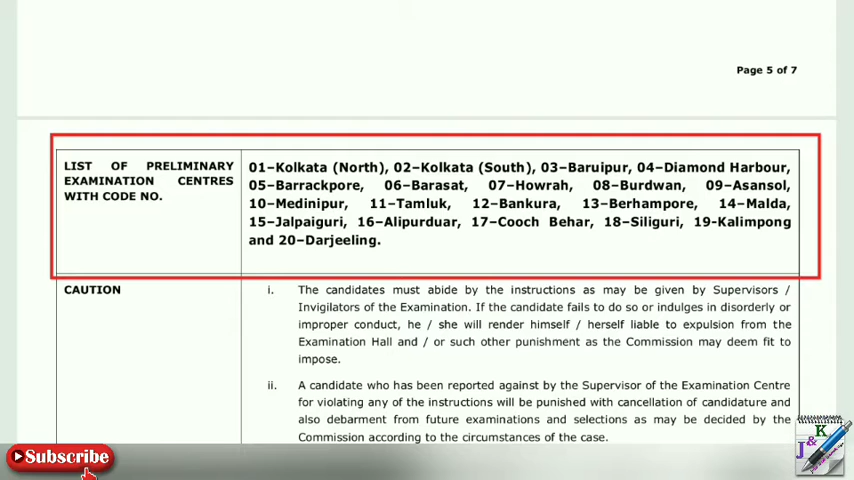 Page 5 of 7
LIST OF PRELIMINARY
EXAMINATION CENTRES
WITH CODE NO.
01–Kolkata (North), 02–Kolkata (South), 03–Baruipur, 04–Diamond Harbour,
05–Barrackpore, 06–Barasat, 07–Howrah, 08–Burdwan, 09–Asansol,
10–Medinipur, 11–Tamluk, 12–Bankura, 13–Berhampore, 14–Malda,
15–Jalpaiguri, 16–Alipurduar, 17–Cooch Behar, 18–Siliguri, 19-Kalimpong
and 20–Darjeeling.
CAUTION
i. The candidates must abide by the instructions as may be given by Supervisors /
Invigilators of the Examination. If the candidate fails to do so or indulges in disorderly or
improper conduct, he / she will render himself / herself liable to expulsion from the
Examination Hall and / or such other punishment as the Commission may deem fit to
impose.
ii. A candidate who has been reported against by the Supervisor of the Examination Centre
for violating any of the instructions will be punished with cancellation of candidature and
also debarment from future examinations and selections as may be decided by the
Commission according to the circumstances of the case.
Subscribe
J&K